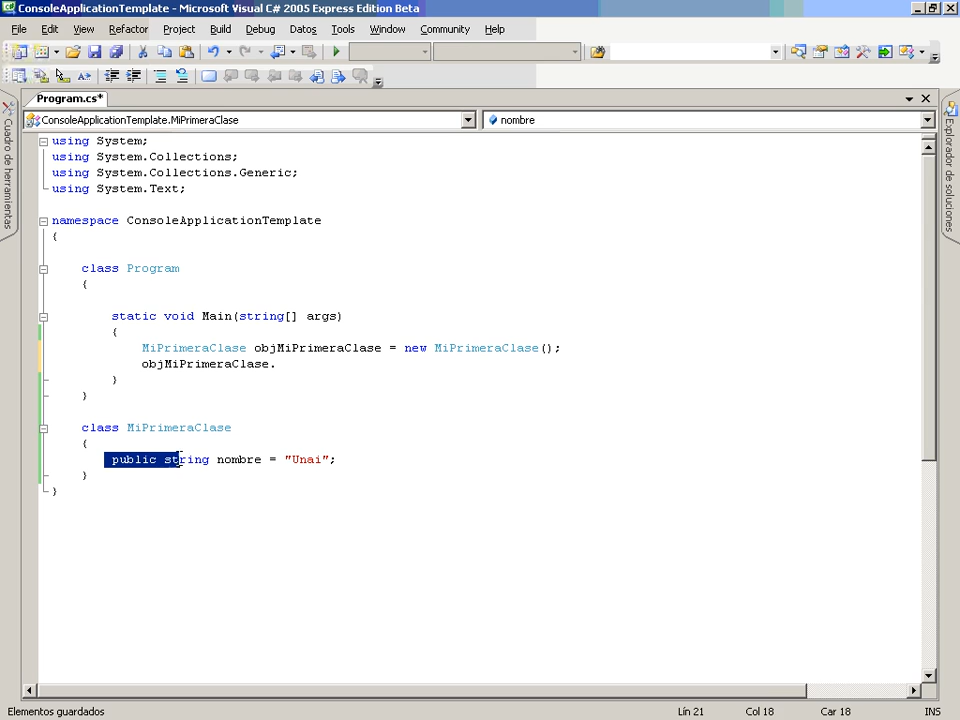 ConsoleApplicationTemplate - Microsoft Visual C# 2005 Express Edition Beta
File Edit View Refactor Project Build Debug Datos Tools Window Community Help
Program.cs*
ConsoleApplicationTemplate.MiPrimeraClase nombre
Cuadro de herramientas
Explorador de soluciones
using System;
using System.Collections;
using System.Collections.Generic;
using System.Text;
namespace ConsoleApplicationTemplate
{
class Program
{
static void Main(string[] args)
{
MiPrimeraClase objMiPrimeraClase = new MiPrimeraClase();
objMiPrimeraClase.
}
}
class MiPrimeraClase
{
public string nombre = "Unai";
}
}
Elementos guardados Lín 21 Col 18 Car 18 INS